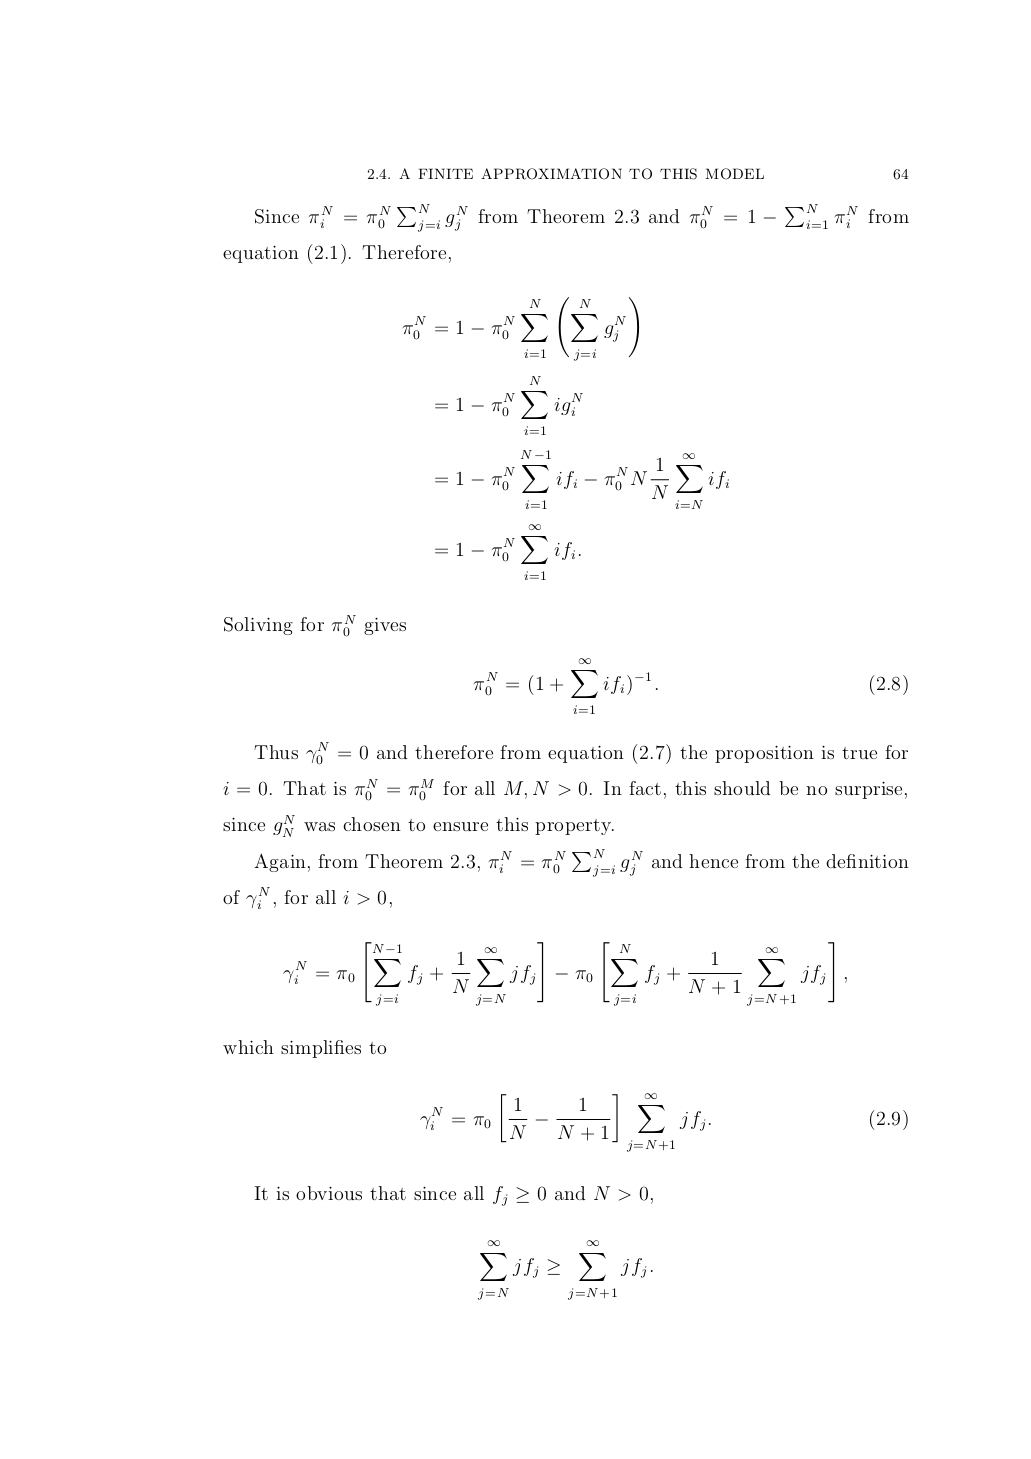 2.4. A FINITE APPROXIMATION TO THIS MODEL 64
Since $\pi_i^N = \pi_0^N \sum_{j=i}^N g_j^N$ from Theorem 2.3 and $\pi_0^N = 1 - \sum_{i=1}^N \pi_i^N$ from
equation (2.1). Therefore,
$\pi_0^N = 1 - \pi_0^N \sum_{i=1}^N \left( \sum_{j=i}^N g_j^N \right)$
$= 1 - \pi_0^N \sum_{i=1}^N i g_i^N$
$= 1 - \pi_0^N \sum_{i=1}^{N-1} i f_i - \pi_0^N N \frac{1}{N} \sum_{i=N}^\infty i f_i$
$= 1 - \pi_0^N \sum_{i=1}^\infty i f_i.$
Soliving for $\pi_0^N$ gives
$\pi_0^N = (1 + \sum_{i=1}^\infty i f_i)^{-1}.$ (2.8)
Thus $\gamma_0^N = 0$ and therefore from equation (2.7) the proposition is true for
$i = 0$. That is $\pi_0^N = \pi_0^M$ for all $M, N > 0$. In fact, this should be no surprise,
since $g_N^N$ was chosen to ensure this property.
Again, from Theorem 2.3, $\pi_i^N = \pi_0^N \sum_{j=i}^N g_j^N$ and hence from the definition
of $\gamma_i^N$, for all $i > 0$,
$\gamma_i^N = \pi_0 \left[ \sum_{j=i}^{N-1} f_j + \frac{1}{N} \sum_{j=N}^\infty j f_j \right] - \pi_0 \left[ \sum_{j=i}^N f_j + \frac{1}{N+1} \sum_{j=N+1}^\infty j f_j \right],$
which simplifies to
$\gamma_i^N = \pi_0 \left[ \frac{1}{N} - \frac{1}{N+1} \right] \sum_{j=N+1}^\infty j f_j.$ (2.9)
It is obvious that since all $f_j \geq 0$ and $N > 0$,
$\sum_{j=N}^\infty j f_j \geq \sum_{j=N+1}^\infty j f_j.$